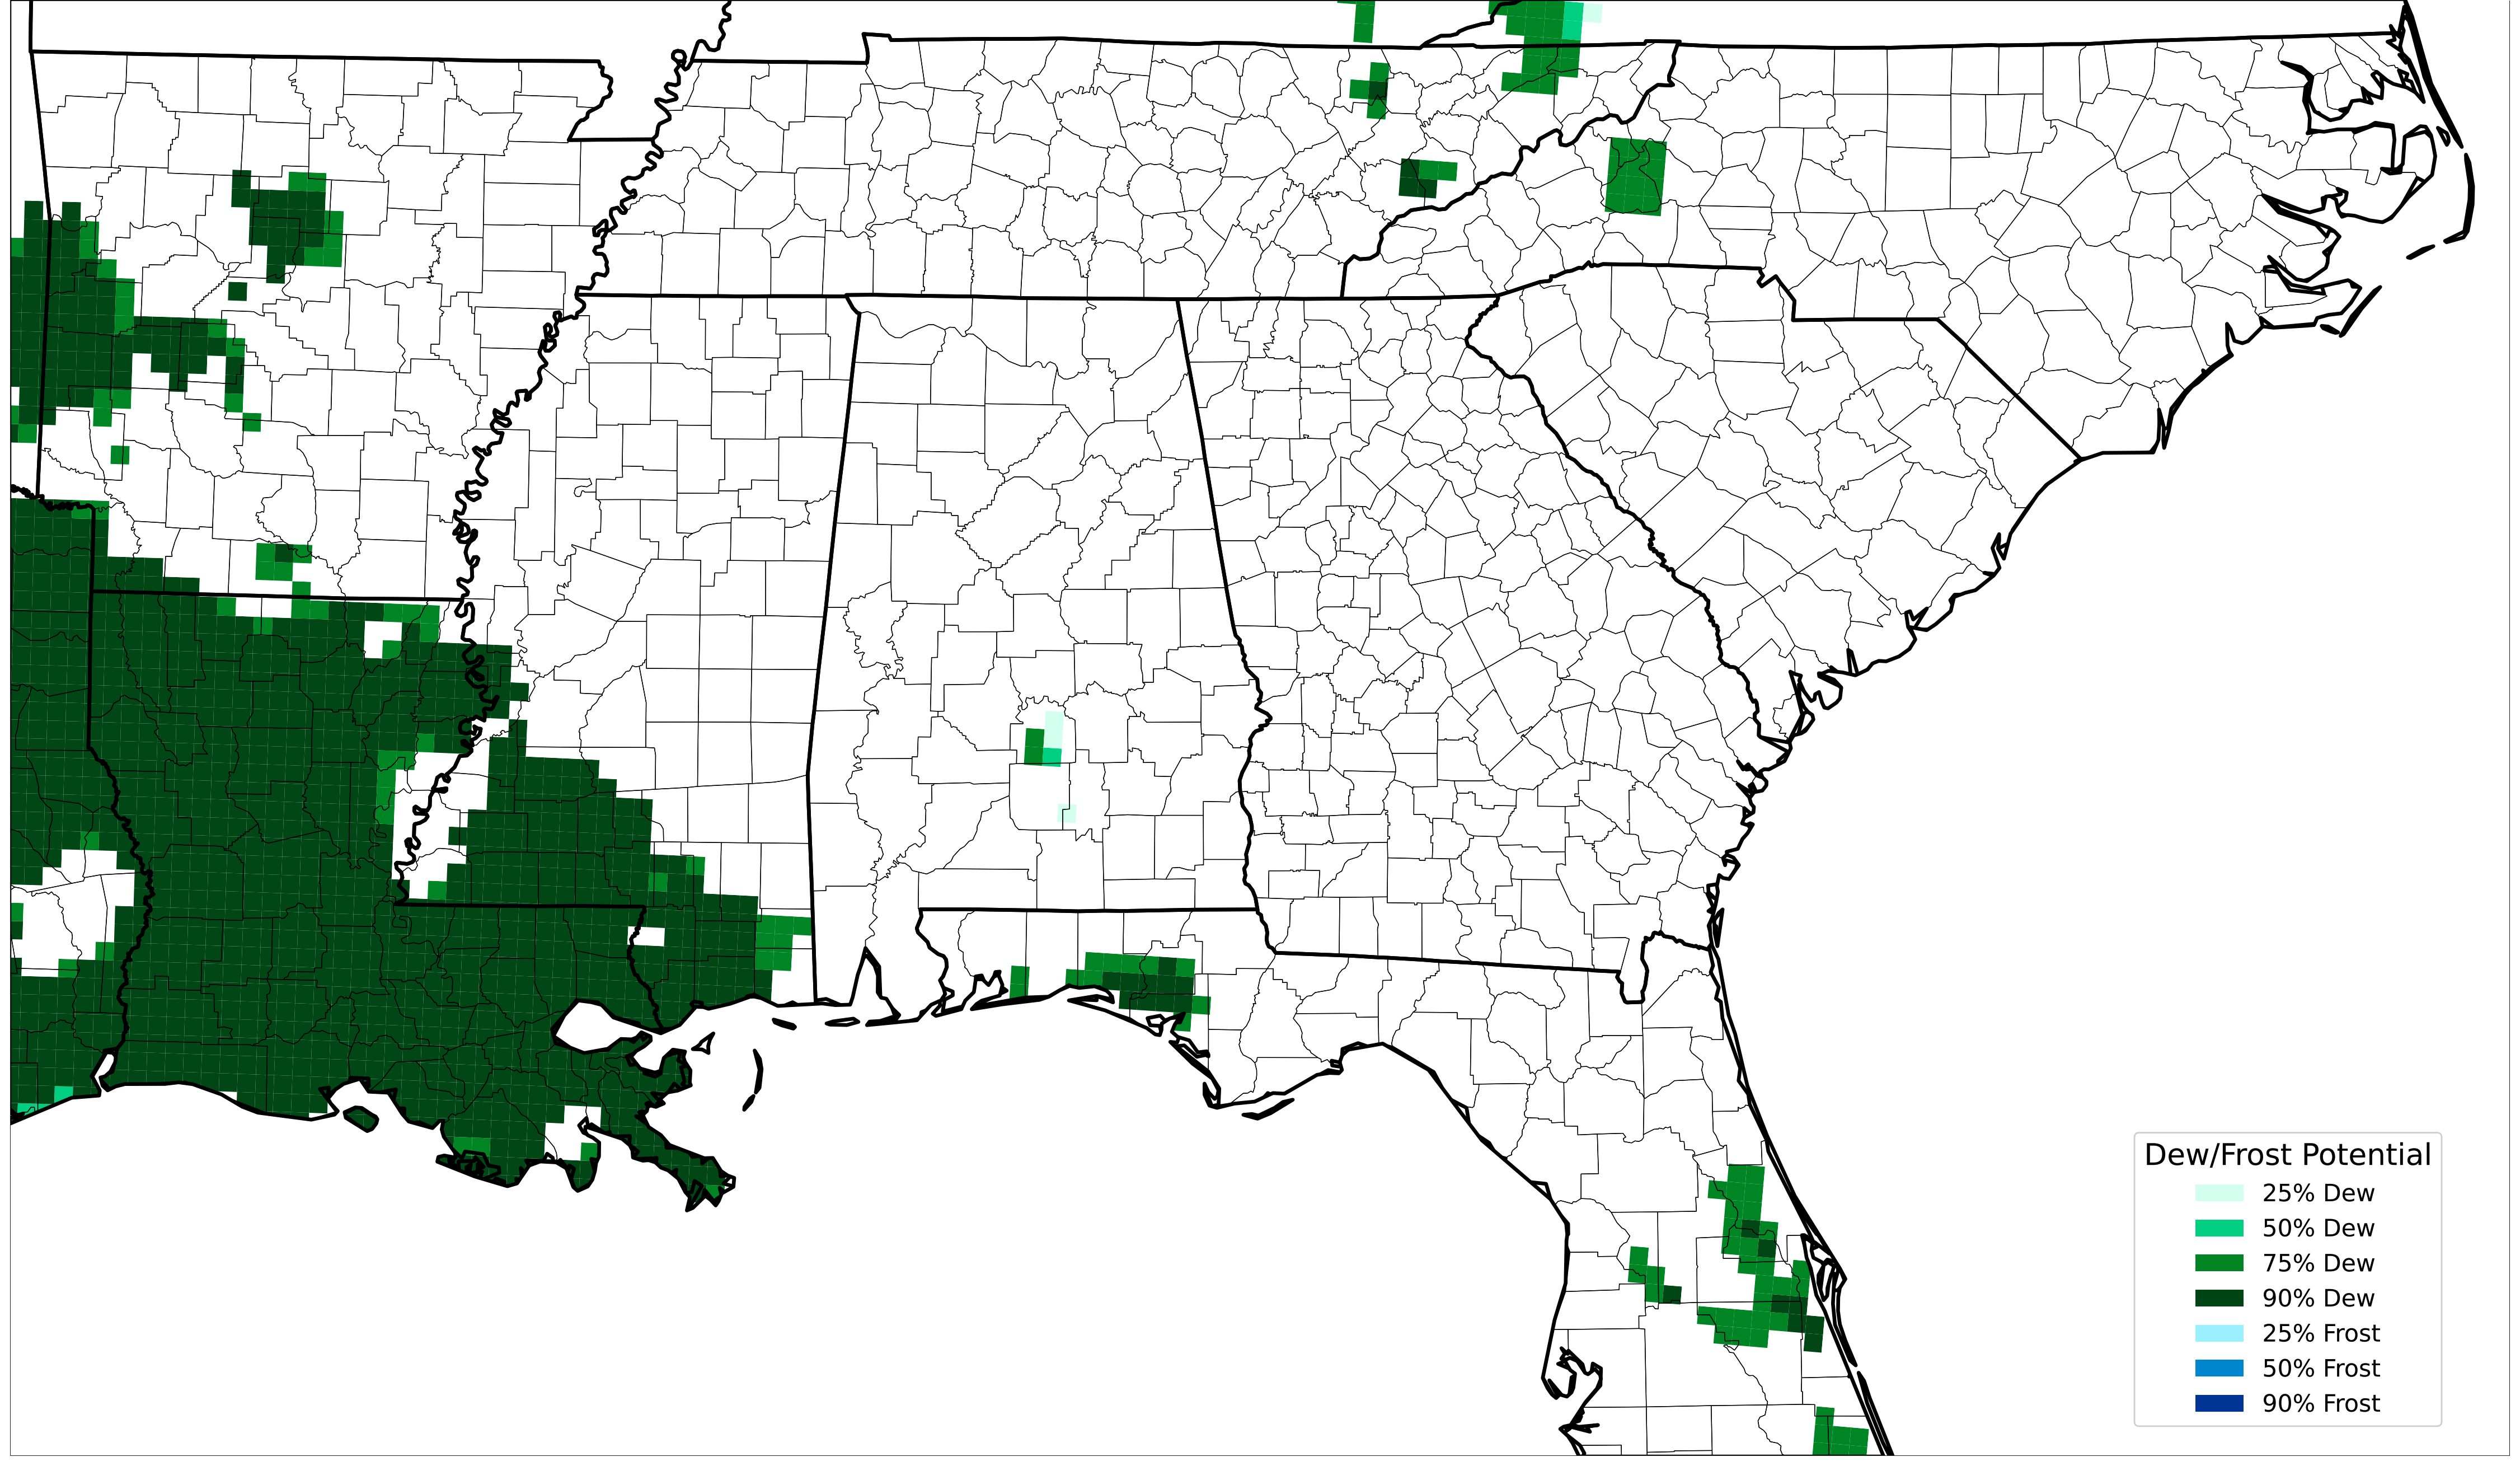 Dew/Frost Potential
25% Dew
50% Dew
75% Dew
90% Dew
25% Frost
50% Frost
90% Frost